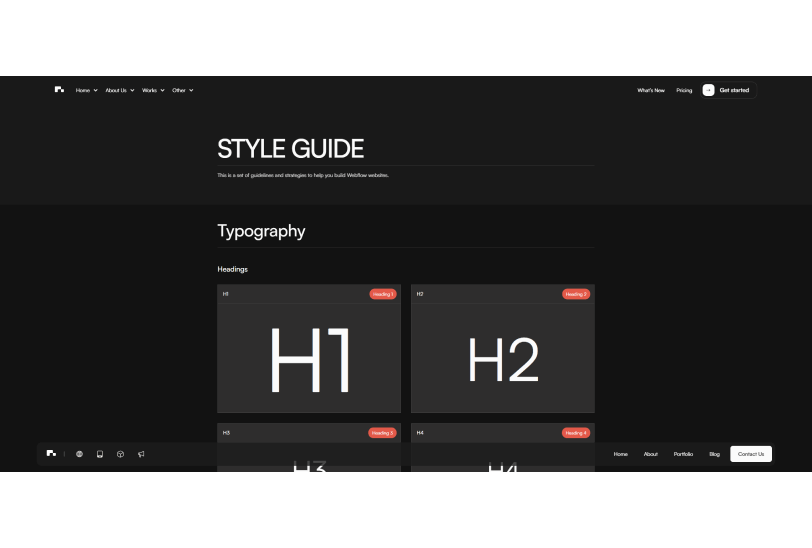 Home About Us Works Other What's New Pricing Get started
STYLE GUIDE
This is a set of guidelines and strategies to help you build Webflow websites.
Typography
Headings
H1 Heading 1 H2 Heading 2
H1 H2
H3 Heading 3 H4 Heading 4
Home About Portfolio Blog Contact Us
H3 H4